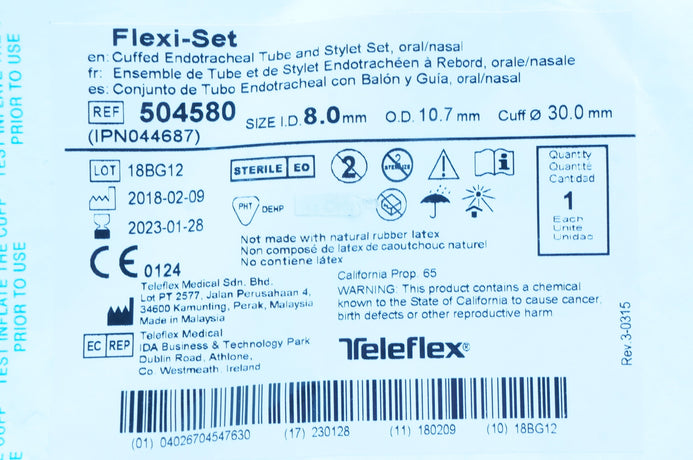 Flexi-Set
en: Cuffed Endotracheal Tube and Stylet Set, oral/nasal
fr: Ensemble de Tube et de Stylet Endotrachéen à Rebord, orale/nasale
es: Conjunto de Tubo Endotracheal con Balón y Guía, oral/nasal
REF 504580 SIZE I.D. 8.0 mm O.D. 10.7 mm Cuff Ø 30.0 mm
(IPN044687)
LOT 18BG12
STERILE EO
2
STERILIZE
2018-02-09
2023-01-28
PHT DEHP
Quantity
Quantité
Cantidad
1
Each
Unité
Unidad
Not made with natural rubber latex
Non composé de latex de caoutchouc naturel
No contiene látex
CE 0124
Teleflex Medical Sdn. Bhd.
Lot PT 2577, Jalan Perusahaan 4,
34600 Kamunting, Perak, Malaysia
Made in Malaysia
EC REP
Teleflex Medical
IDA Business & Technology Park
Dublin Road, Athlone,
Co. Westmeath, Ireland
California Prop. 65
WARNING: This product contains a chemical
known to the State of California to cause cancer,
birth defects or other reproductive harm
Teleflex®
Rev. 3-0315
(01) 04026704547630 (17) 230128 (11) 180209 (10) 18BG12
TEST INFLATE THE CUFF
PRIOR TO USE
PRIOR TO USE